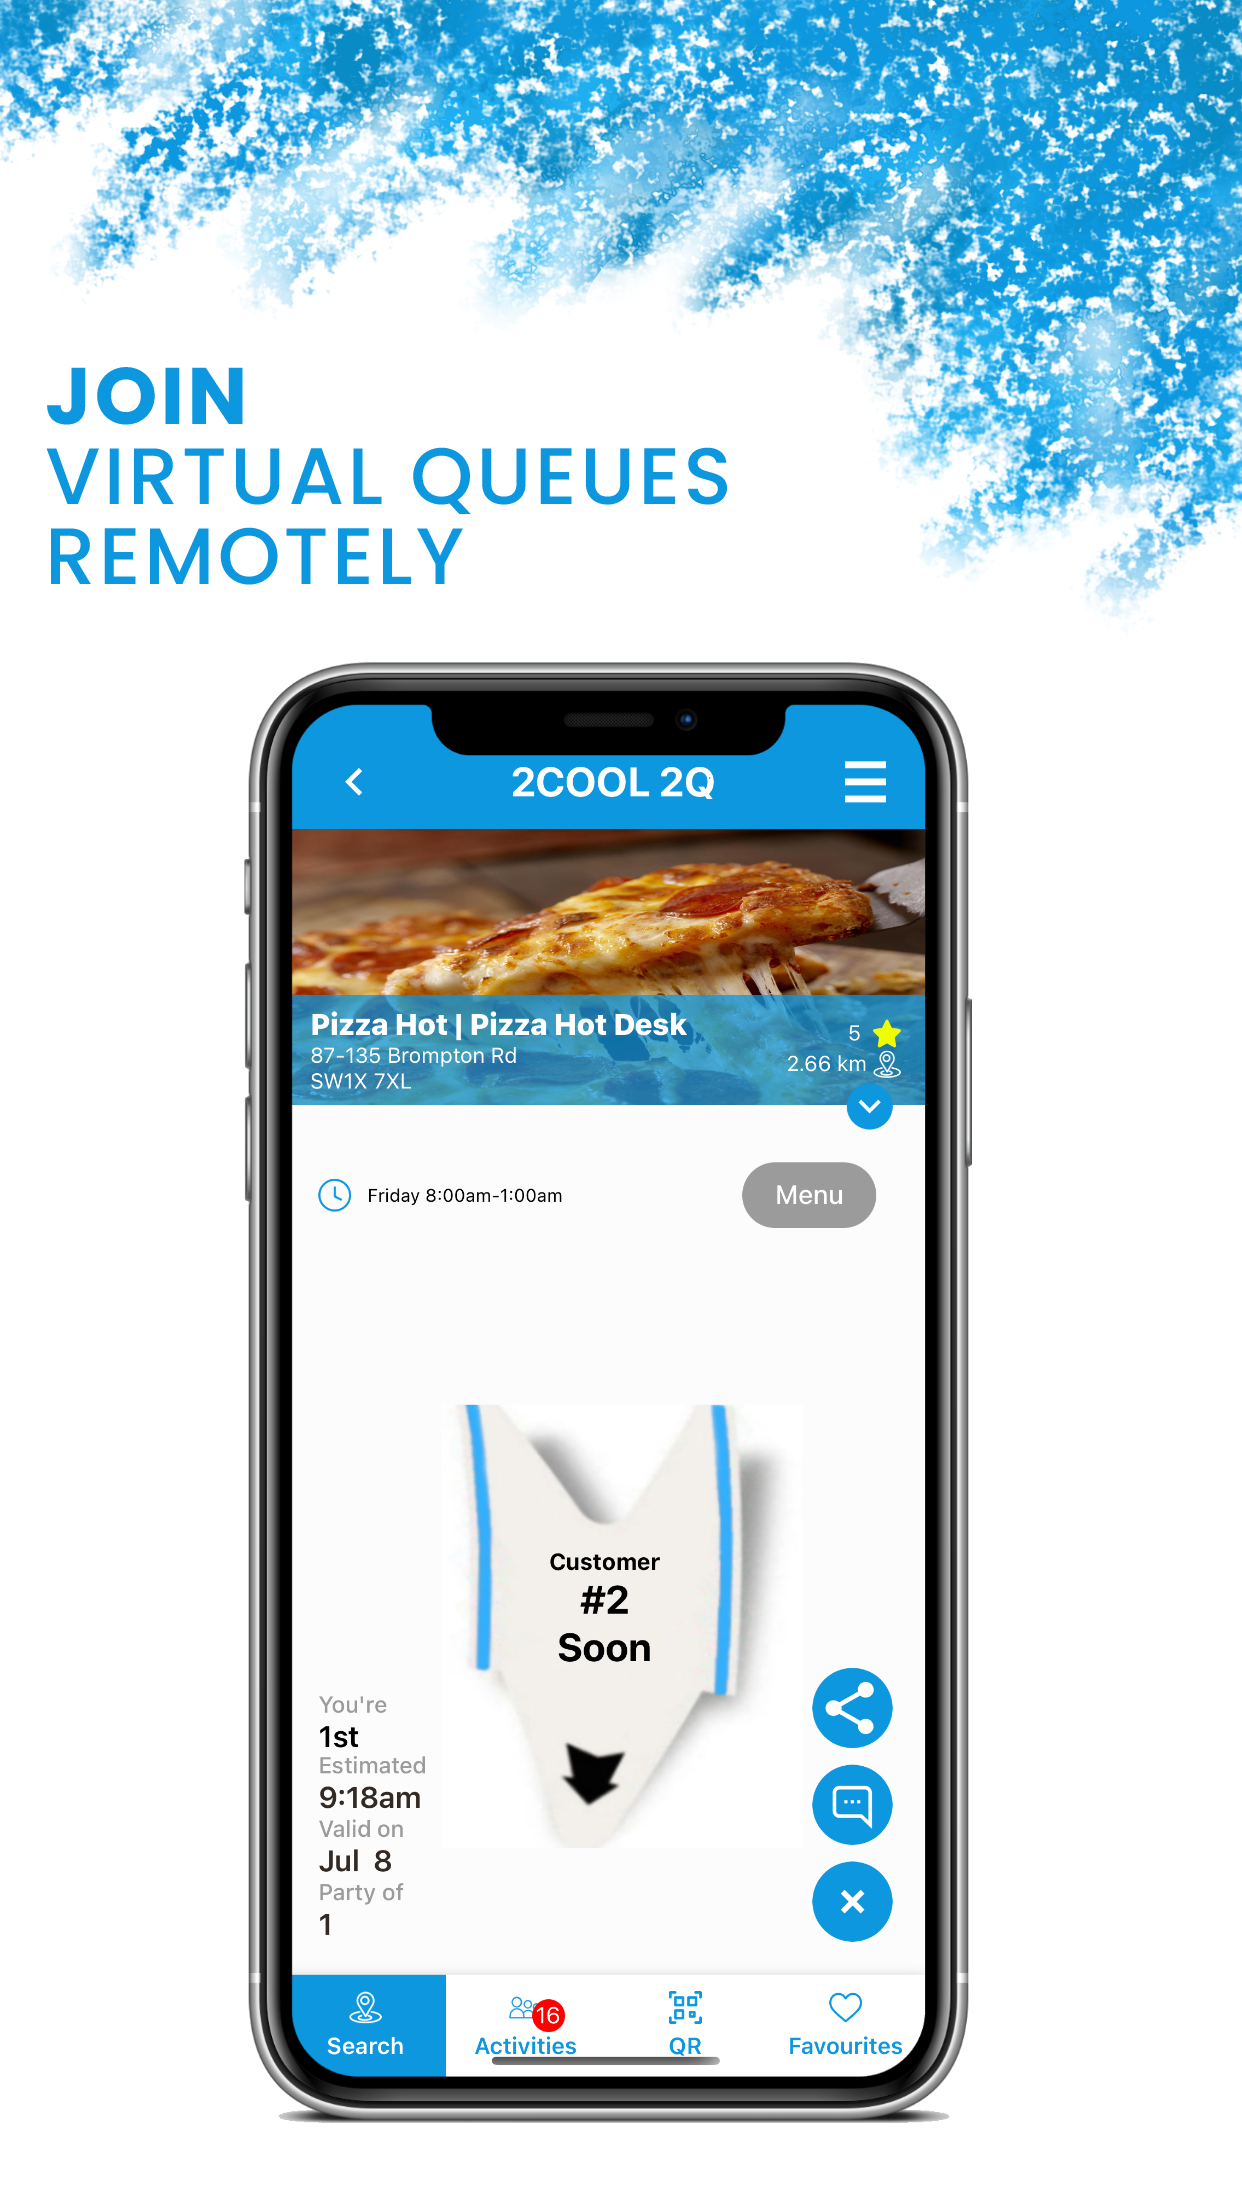 JOIN
VIRTUAL QUEUES
REMOTELY
2COOL 2Q
Pizza Hot | Pizza Hot Desk
87-135 Brompton Rd
SW1X 7XL
5
2.66 km
Friday 8:00am-1:00am
Menu
Customer
#2
Soon
You're
1st
Estimated
9:18am
Valid on
Jul 8
Party of
1
Search
16
Activities
QR
Favourites